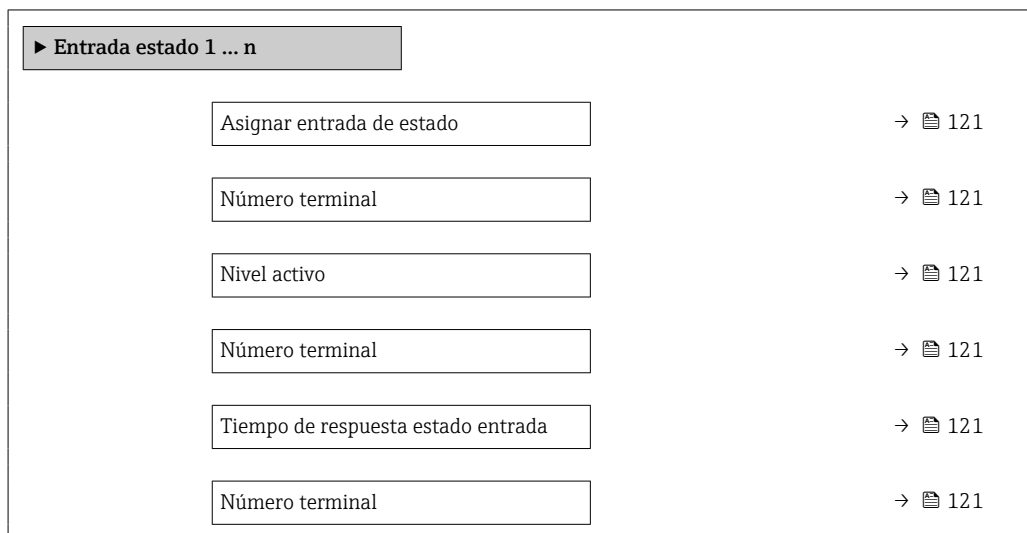 ▶ Entrada estado 1 … n
Asignar entrada de estado → 121
Número terminal → 121
Nivel activo → 121
Número terminal → 121
Tiempo de respuesta estado entrada → 121
Número terminal → 121